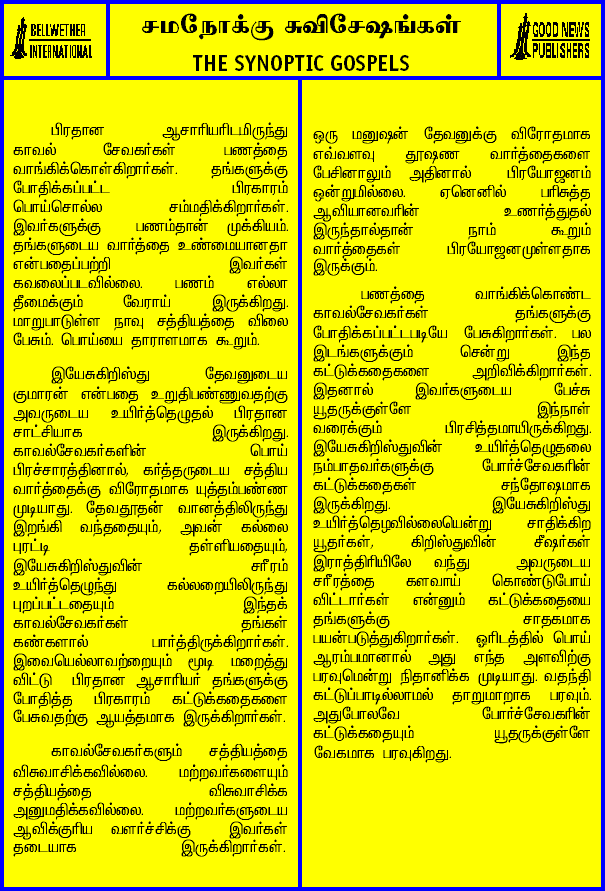 BELLWETHER
INTERNATIONAL
சமநோக்கு சுவிசேஷங்கள்
THE SYNOPTIC GOSPELS
GOOD NEWS
PUBLISHERS
பிரதான ஆசாரியரிடமிருந்து
காவல் சேவகர்கள் பணத்தை
வாங்கிக்கொள்கிறார்கள். தங்களுக்கு
போதிக்கப்பட்ட பிரகாரம்
பொய்சொல்ல சம்மதிக்கிறார்கள்.
இவர்களுக்கு பணம்தான் முக்கியம்.
தங்களுடைய வார்த்தை உண்மையானதா
என்பதைப்பற்றி இவர்கள்
கவலைப்படவில்லை. பணம் எல்லா
தீமைக்கும் வேராய் இருக்கிறது.
மாறுபாடுள்ள நாவு சத்தியத்தை விலை
பேசும். பொய்யை தாராளமாக கூறும்.
இயேசுகிறிஸ்து தேவனுடைய
குமாரன் என்பதை உறுதிபண்ணுவதற்கு
அவருடைய உயிர்த்தெழுதல் பிரதான
சாட்சியாக இருக்கிறது.
காவல்சேவகர்களின் பொய்
பிரச்சாரத்தினால், கர்த்தருடைய சத்திய
வார்த்தைக்கு விரோதமாக யுத்தம்பண்ண
முடியாது. தேவதூதன் வானத்திலிருந்து
இறங்கி வந்ததையும், அவன் கல்லை
புரட்டி தள்ளியதையும்,
இயேசுகிறிஸ்துவின் சரீரம்
உயிர்த்தெழுந்து கல்லறையிலிருந்து
புறப்பட்டதையும் இந்தக்
காவல்சேவகர்கள் தங்கள்
கண்களால் பார்த்திருக்கிறார்கள்.
இவையெல்லாவற்றையும் மூடி மறைத்து
விட்டு பிரதான ஆசாரியர் தங்களுக்கு
போதித்த பிரகாரம் கட்டுக்கதைகளை
பேசுவதற்கு ஆயத்தமாக இருக்கிறார்கள்.
காவல்சேவகர்களும் சத்தியத்தை
விசுவாசிக்கவில்லை. மற்றவர்களையும்
சத்தியத்தை விசுவாசிக்க
அனுமதிக்கவில்லை. மற்றவர்களுடைய
ஆவிக்குரிய வளர்ச்சிக்கு இவர்கள்
தடையாக இருக்கிறார்கள்.
ஒரு மனுஷன் தேவனுக்கு விரோதமாக
எவ்வளவு தூஷண வார்த்தைகளை
பேசினாலும் அதினால் பிரயோஜனம்
ஒன்றுமில்லை. ஏனெனில் பரிசுத்த
ஆவியானவரின் உணர்த்துதல்
இருந்தால்தான் நாம் கூறும்
வார்த்தைகள் பிரயோஜனமுள்ளதாக
இருக்கும்.
பணத்தை வாங்கிக்கொண்ட
காவல்சேவகர்கள் தங்களுக்கு
போதிக்கப்பட்டபடியே பேசுகிறார்கள். பல
இடங்களுக்கும் சென்று இந்த
கட்டுக்கதைகளை அறிவிக்கிறார்கள்.
இதனால் இவர்களுடைய பேச்சு
யூதருக்குள்ளே இந்நாள்
வரைக்கும் பிரசித்தமாயிருக்கிறது.
இயேசுகிறிஸ்துவின் உயிர்த்தெழுதலை
நம்பாதவர்களுக்கு போர்ச்சேவகரின்
கட்டுக்கதைகள் சந்தோஷமாக
இருக்கிறது. இயேசுகிறிஸ்து
உயிர்த்தெழவில்லையென்று சாதிக்கிற
யூதர்கள், கிறிஸ்துவின் சீஷர்கள்
இராத்திரியிலே வந்து அவருடைய
சரீரத்தை களவாய் கொண்டுபோய்
விட்டார்கள் என்னும் கட்டுக்கதையை
தங்களுக்கு சாதகமாக
பயன்படுத்துகிறார்கள். ஓரிடத்தில் பொய்
ஆரம்பமானால் அது எந்த அளவிற்கு
பரவுமென்று நிதானிக்க முடியாது. வதந்தி
கட்டுப்பாடில்லாமல் தாறுமாறாக பரவும்.
அதுபோலவே போர்ச்சேவகரின்
கட்டுக்கதையும் யூதருக்குள்ளே
வேகமாக பரவுகிறது.